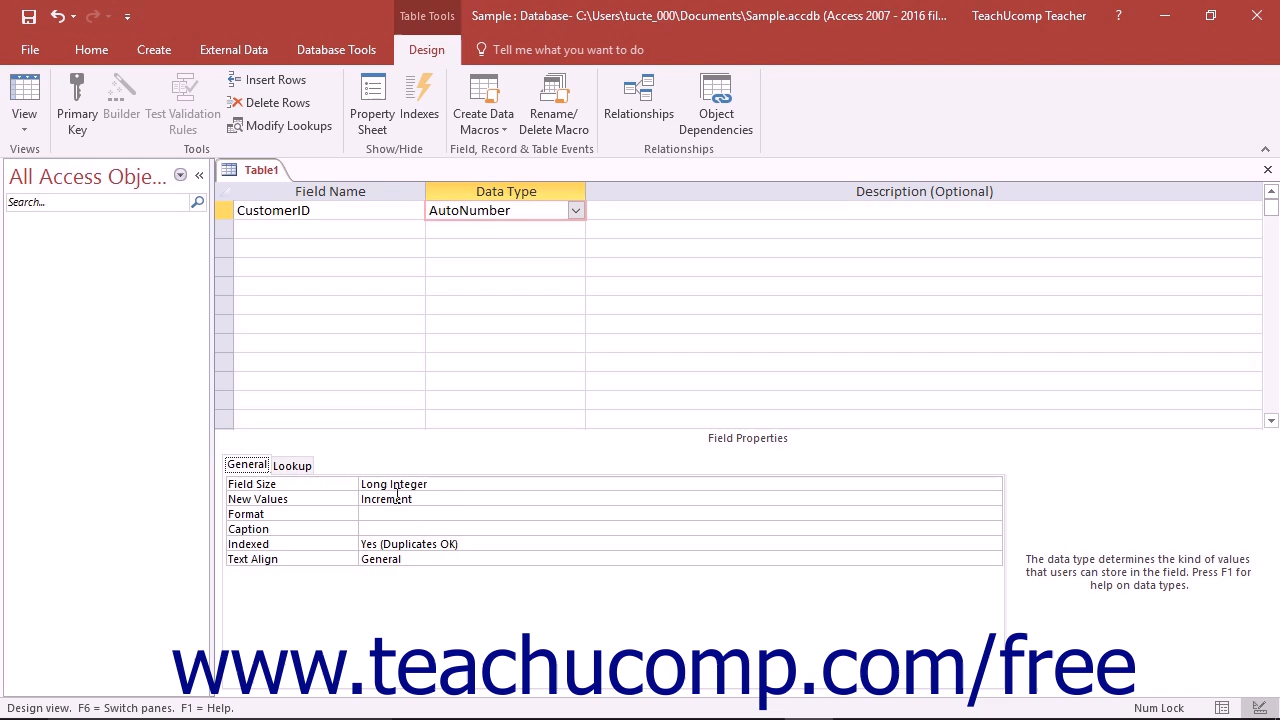 Table Tools
Sample : Database- C:\Users\tucte_000\Documents\Sample.accdb (Access 2007 - 2016 fil...
TeachUcomp Teacher
?
File
Home
Create
External Data
Database Tools
Design
Tell me what you want to do
View
Primary Key
Builder
Test Validation Rules
Insert Rows
Delete Rows
Modify Lookups
Property Sheet
Indexes
Create Data Macros
Rename/ Delete Macro
Relationships
Object Dependencies
Views
Tools
Show/Hide
Field, Record & Table Events
Relationships
All Access Obje...
Search...
Table1
Field Name
Data Type
Description (Optional)
CustomerID
AutoNumber
Field Properties
General
Lookup
Field Size
Long Integer
New Values
Increment
Format
Caption
Indexed
Yes (Duplicates OK)
Text Align
General
The data type determines the kind of values
that users can store in the field. Press F1 for
help on data types.
www.teachucomp.com/free
Design view.  F6 = Switch panes.  F1 = Help.
Num Lock